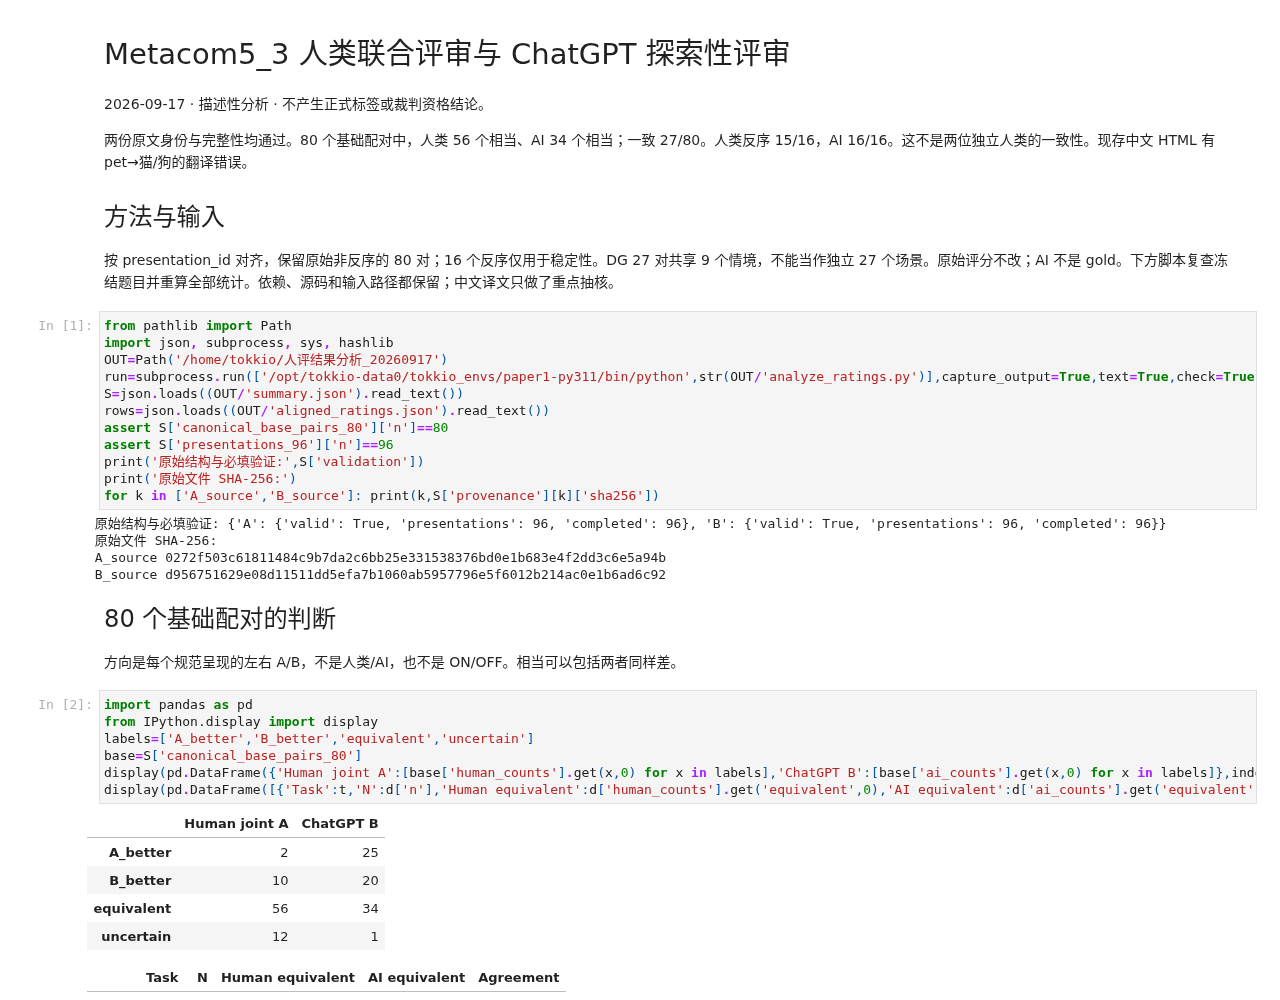 Metacom5_3 人类联合评审与 ChatGPT 探索性评审
2026-09-17 · 描述性分析 · 不产生正式标签或裁判资格结论。
两份原文身份与完整性均通过。80 个基础配对中，人类 56 个相当、AI 34 个相当；一致 27/80。人类反序 15/16，AI 16/16。这不是两位独立人类的一致性。现存中文 HTML 有
pet→猫/狗的翻译错误。
方法与输入
按 presentation_id 对齐，保留原始非反序的 80 对；16 个反序仅用于稳定性。DG 27 对共享 9 个情境，不能当作独立 27 个场景。原始评分不改；AI 不是 gold。下方脚本复查冻
结题目并重算全部统计。依赖、源码和输入路径都保留；中文译文只做了重点抽核。
In [1]:
from pathlib import Path
import json, subprocess, sys, hashlib
OUT=Path('/home/tokkio/人评结果分析_20260917')
run=subprocess.run(['/opt/tokkio-data0/tokkio_envs/paper1-py311/bin/python',str(OUT/'analyze_ratings.py')],capture_output=True,text=True,check=True
S=json.loads((OUT/'summary.json').read_text())
rows=json.loads((OUT/'aligned_ratings.json').read_text())
assert S['canonical_base_pairs_80']['n']==80
assert S['presentations_96']['n']==96
print('原始结构与必填验证:',S['validation'])
print('原始文件 SHA-256:')
for k in ['A_source','B_source']: print(k,S['provenance'][k]['sha256'])
原始结构与必填验证: {'A': {'valid': True, 'presentations': 96, 'completed': 96}, 'B': {'valid': True, 'presentations': 96, 'completed': 96}}
原始文件 SHA-256:
A_source 0272f503c61811484c9b7da2c6bb25e331538376bd0e1b683e4f2dd3c6e5a94b
B_source d956751629e08d11511dd5efa7b1060ab5957796e5f6012b214ac0e1b6ad6c92
80 个基础配对的判断
方向是每个规范呈现的左右 A/B，不是人类/AI，也不是 ON/OFF。相当可以包括两者同样差。
In [2]:
import pandas as pd
from IPython.display import display
labels=['A_better','B_better','equivalent','uncertain']
base=S['canonical_base_pairs_80']
display(pd.DataFrame({'Human joint A':[base['human_counts'].get(x,0) for x in labels],'ChatGPT B':[base['ai_counts'].get(x,0) for x in labels]},ind
display(pd.DataFrame([{'Task':t,'N':d['n'],'Human equivalent':d['human_counts'].get('equivalent',0),'AI equivalent':d['ai_counts'].get('equivalent'
Human joint A ChatGPT B
A_better 2 25
B_better 10 20
equivalent 56 34
uncertain 12 1
Task N Human equivalent AI equivalent Agreement